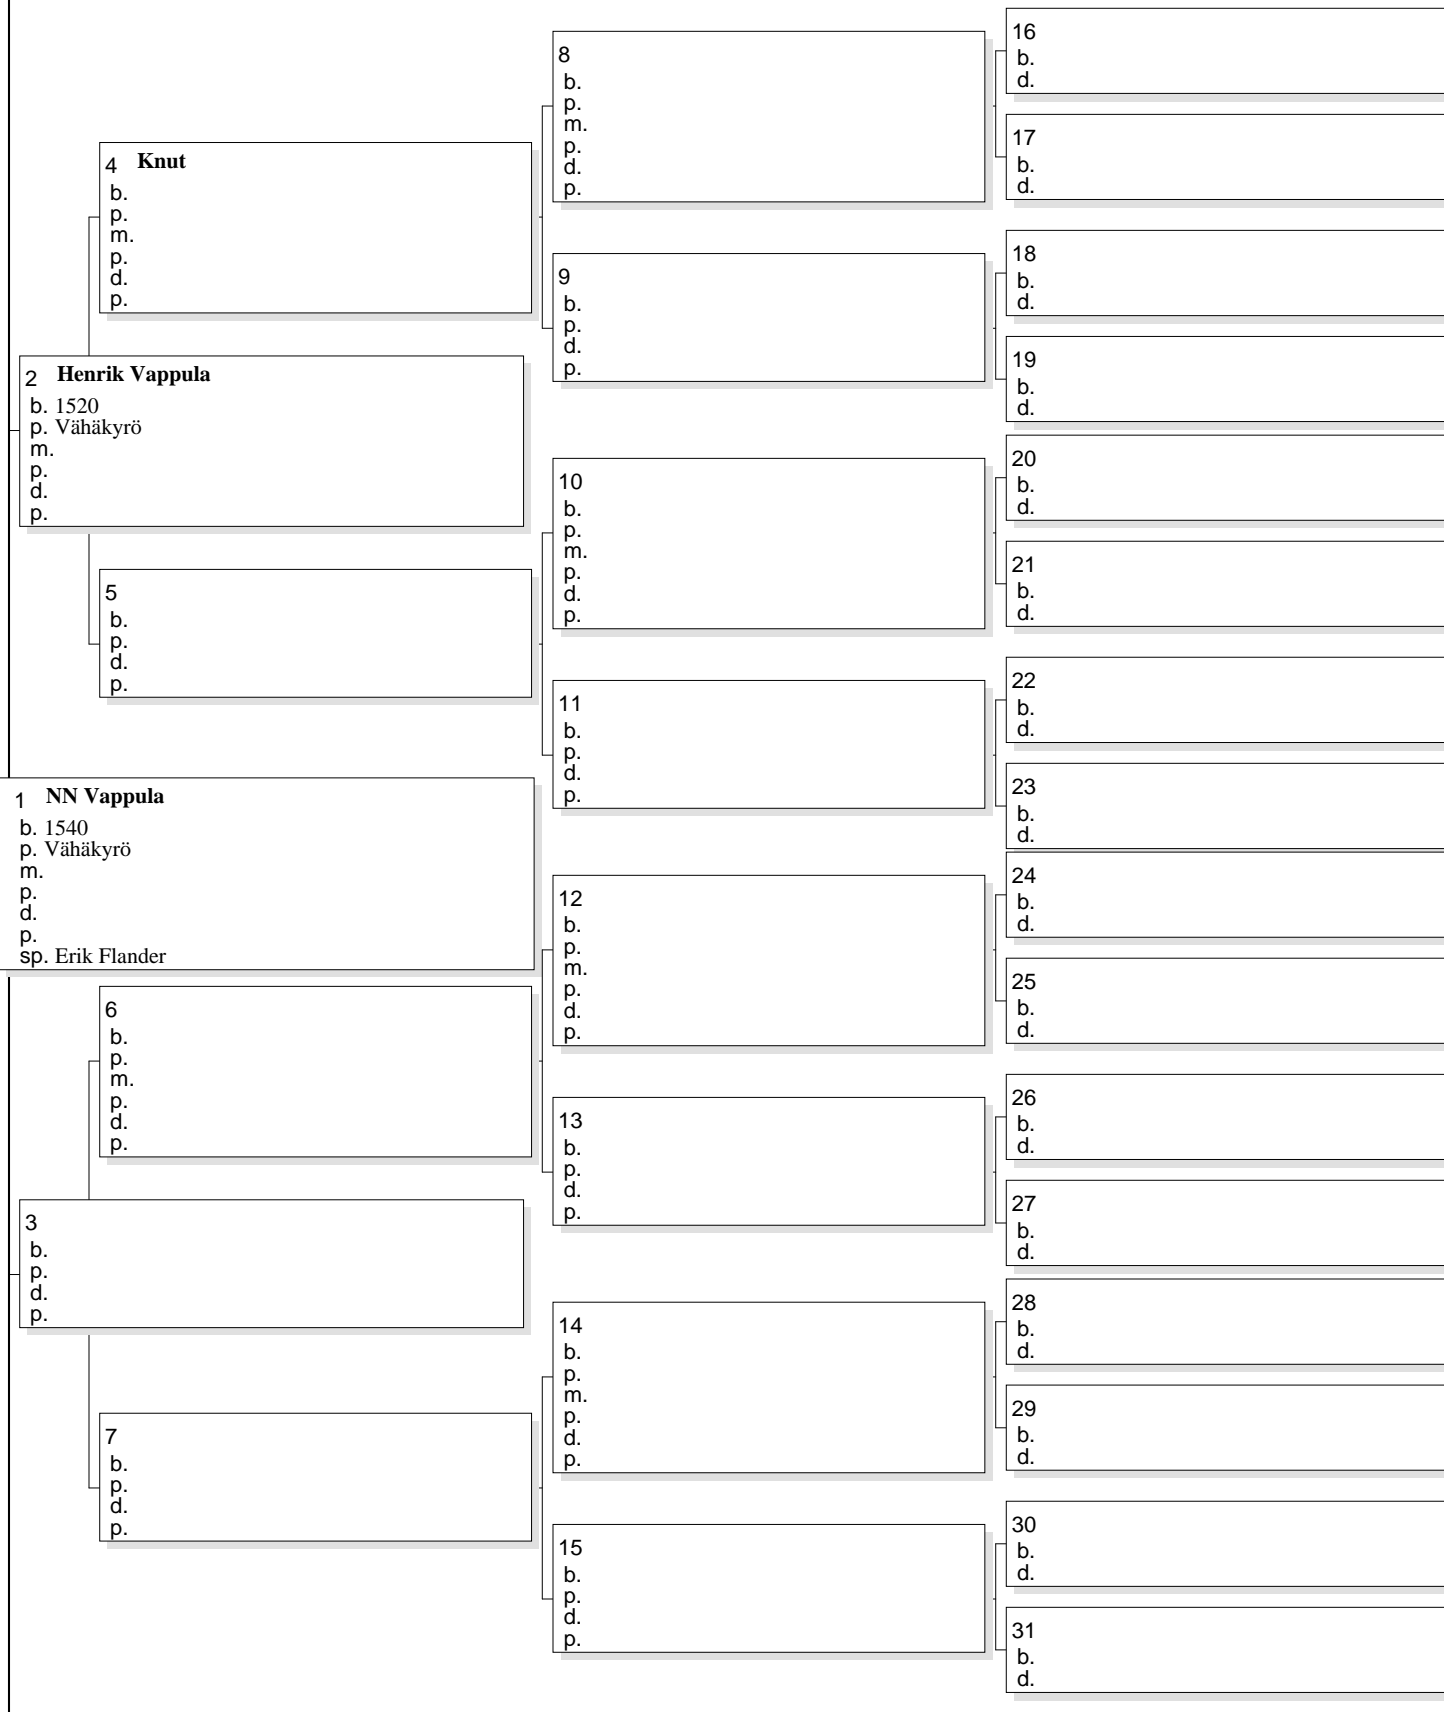 4 Knut
b.
p.
m.
p.
d.
p.
2 Henrik Vappula
b. 1520
p. Vähäkyrö
m.
p.
d.
p.
5
b.
p.
d.
p.
1 NN Vappula
b. 1540
p. Vähäkyrö
m.
p.
d.
p.
sp. Erik Flander
6
b.
p.
m.
p.
d.
p.
3
b.
p.
d.
p.
7
b.
p.
d.
p.
8
b.
p.
m.
p.
d.
p.
9
b.
p.
d.
p.
10
b.
p.
m.
p.
d.
p.
11
b.
p.
d.
p.
12
b.
p.
m.
p.
d.
p.
13
b.
p.
d.
p.
14
b.
p.
m.
p.
d.
p.
15
b.
p.
d.
p.
16
b.
d.
17
b.
d.
18
b.
d.
19
b.
d.
20
b.
d.
21
b.
d.
22
b.
d.
23
b.
d.
24
b.
d.
25
b.
d.
26
b.
d.
27
b.
d.
28
b.
d.
29
b.
d.
30
b.
d.
31
b.
d.